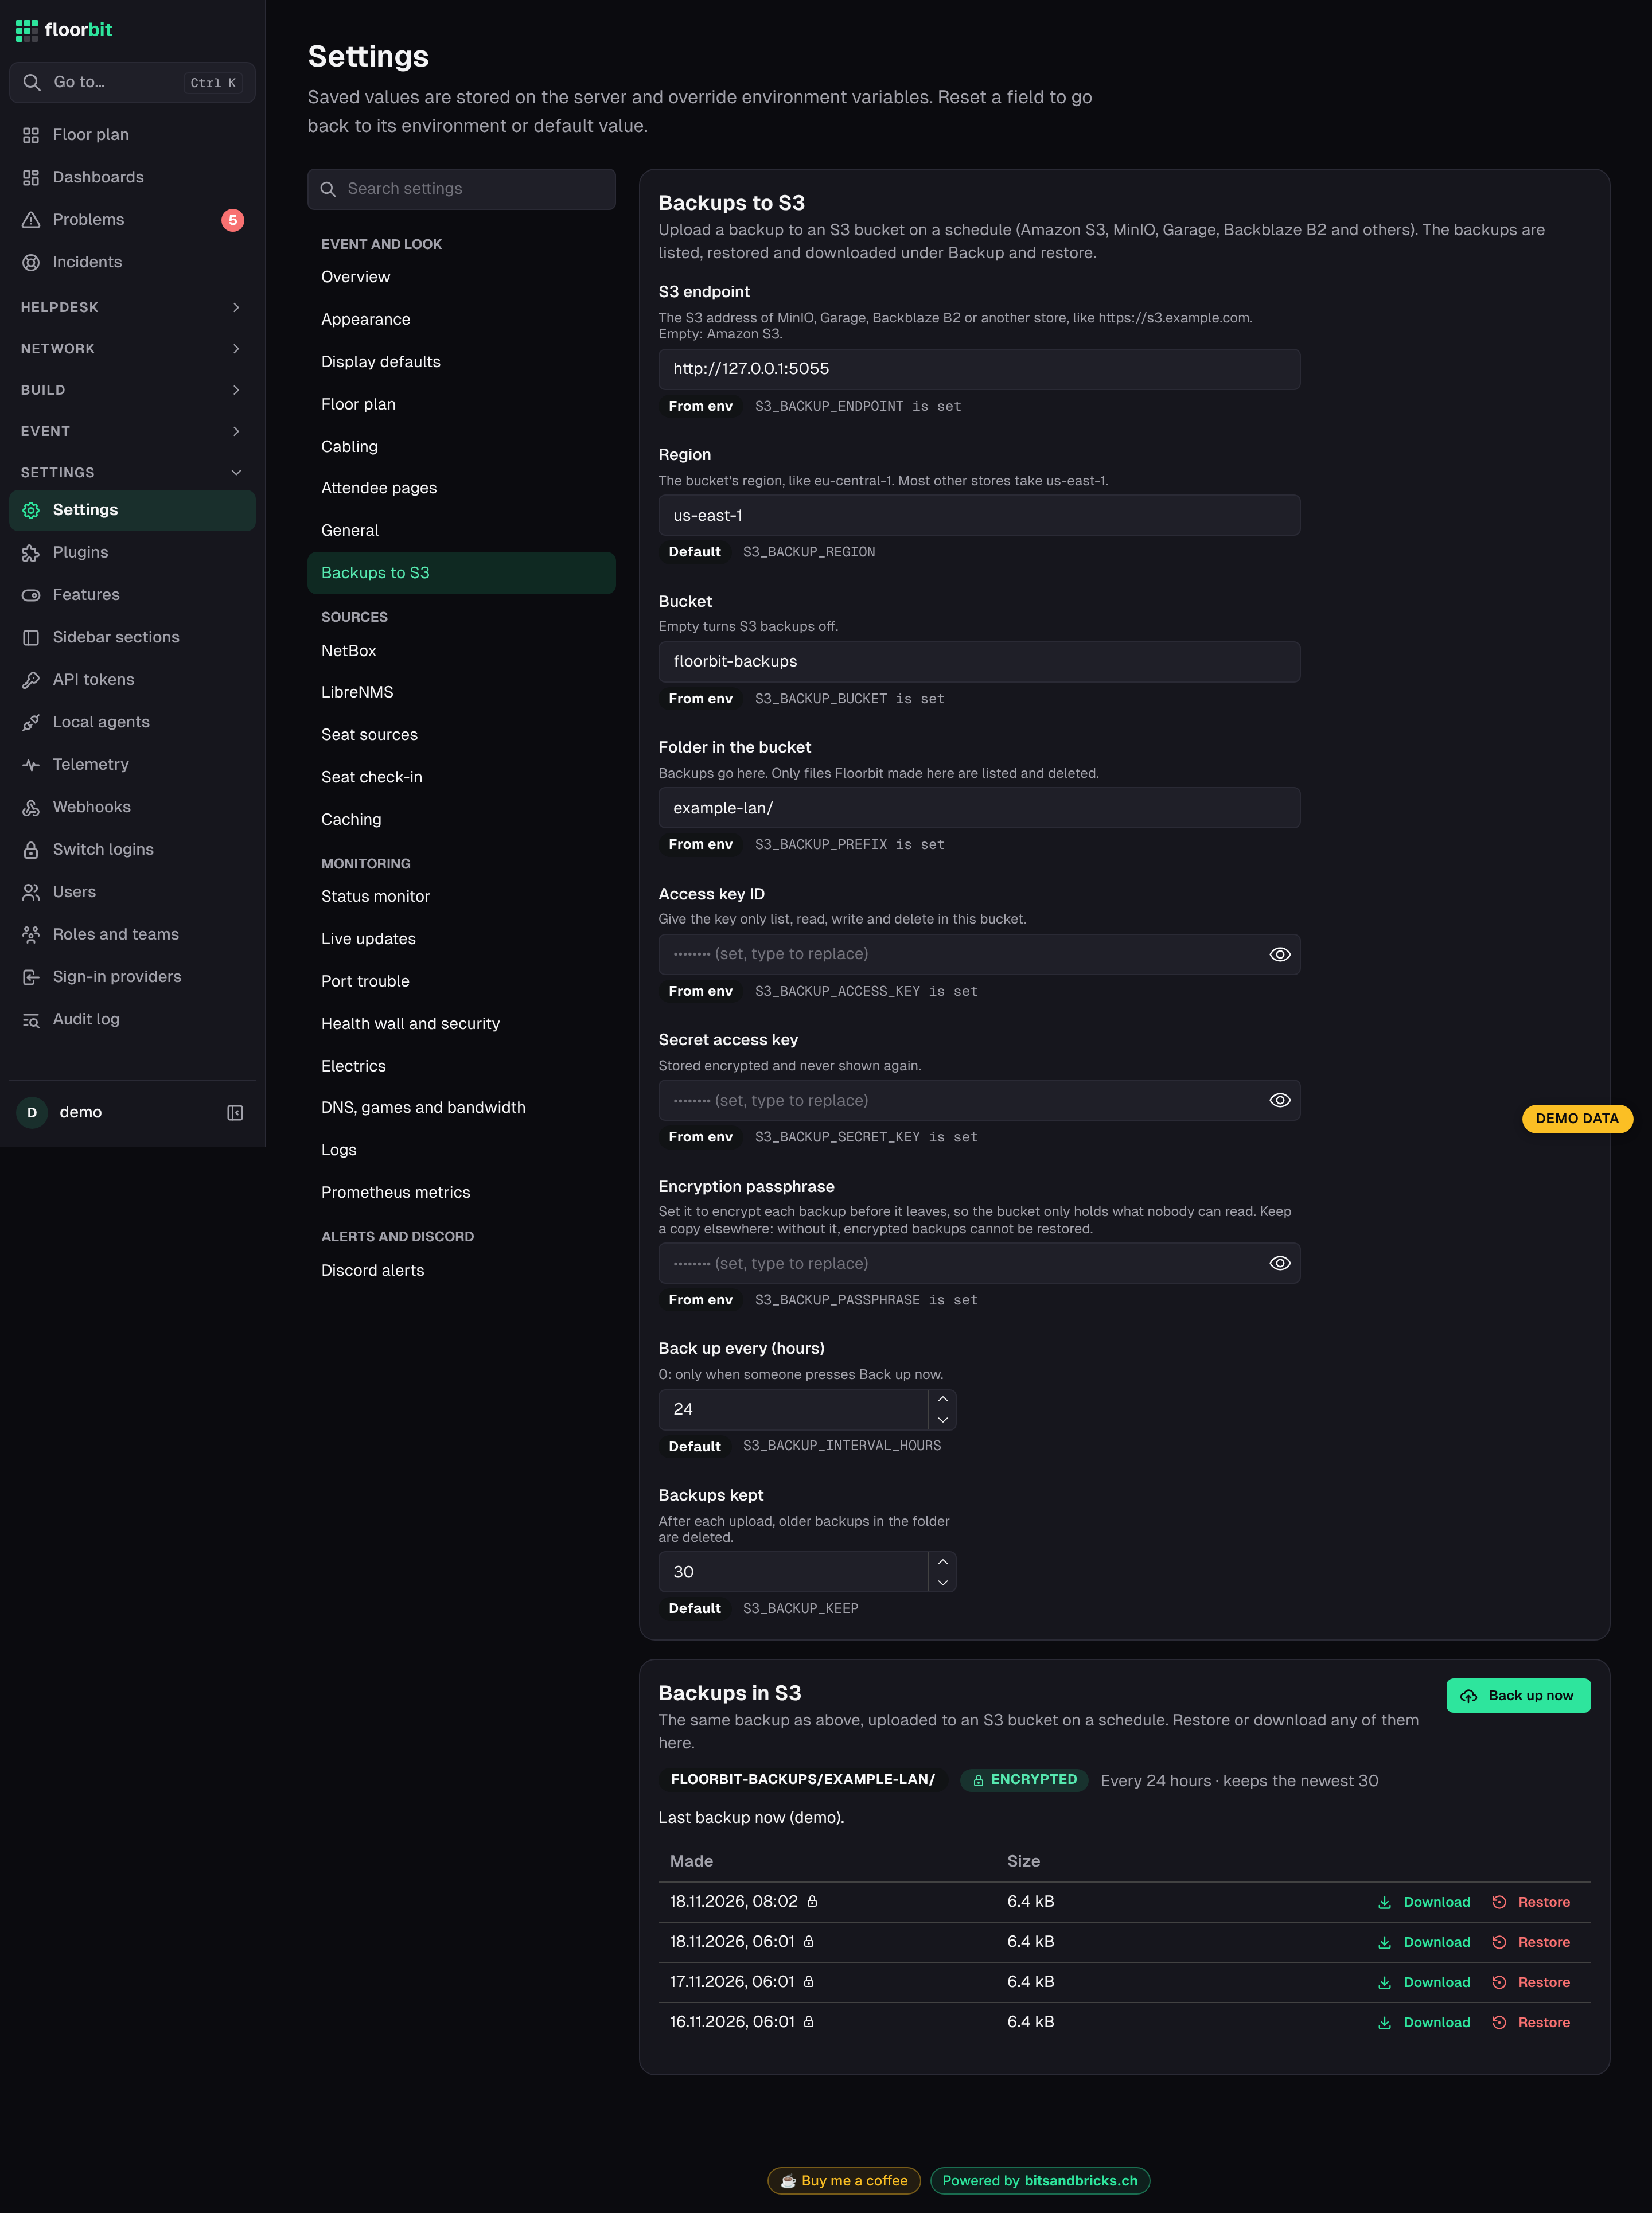 floorbit
Go to...
Ctrl K
Floor plan
Dashboards
Problems
5
Incidents
HELPDESK
NETWORK
BUILD
EVENT
SETTINGS
Settings
Plugins
Features
Sidebar sections
API tokens
Local agents
Telemetry
Webhooks
Switch logins
Users
Roles and teams
Sign-in providers
Audit log
D
demo
Settings
Saved values are stored on the server and override environment variables. Reset a field to go
back to its environment or default value.
Search settings
EVENT AND LOOK
Overview
Appearance
Display defaults
Floor plan
Cabling
Attendee pages
General
Backups to S3
SOURCES
NetBox
LibreNMS
Seat sources
Seat check-in
Caching
MONITORING
Status monitor
Live updates
Port trouble
Health wall and security
Electrics
DNS, games and bandwidth
Logs
Prometheus metrics
ALERTS AND DISCORD
Discord alerts
Backups to S3
Upload a backup to an S3 bucket on a schedule (Amazon S3, MinIO, Garage, Backblaze B2 and others). The backups are
listed, restored and downloaded under Backup and restore.
S3 endpoint
The S3 address of MinIO, Garage, Backblaze B2 or another store, like https://s3.example.com.
Empty: Amazon S3.
http://127.0.0.1:5055
From env S3_BACKUP_ENDPOINT is set
Region
The bucket's region, like eu-central-1. Most other stores take us-east-1.
us-east-1
Default S3_BACKUP_REGION
Bucket
Empty turns S3 backups off.
floorbit-backups
From env S3_BACKUP_BUCKET is set
Folder in the bucket
Backups go here. Only files Floorbit made here are listed and deleted.
example-lan/
From env S3_BACKUP_PREFIX is set
Access key ID
Give the key only list, read, write and delete in this bucket.
•••••••• (set, type to replace)
From env S3_BACKUP_ACCESS_KEY is set
Secret access key
Stored encrypted and never shown again.
•••••••• (set, type to replace)
From env S3_BACKUP_SECRET_KEY is set
Encryption passphrase
Set it to encrypt each backup before it leaves, so the bucket only holds what nobody can read. Keep
a copy elsewhere: without it, encrypted backups cannot be restored.
•••••••• (set, type to replace)
From env S3_BACKUP_PASSPHRASE is set
Back up every (hours)
0: only when someone presses Back up now.
24
Default S3_BACKUP_INTERVAL_HOURS
Backups kept
After each upload, older backups in the folder
are deleted.
30
Default S3_BACKUP_KEEP
DEMO DATA
Backups in S3
Back up now
The same backup as above, uploaded to an S3 bucket on a schedule. Restore or download any of them
here.
FLOORBIT-BACKUPS/EXAMPLE-LAN/ ENCRYPTED Every 24 hours · keeps the newest 30
Last backup now (demo).
Made Size
18.11.2026, 08:02 6.4 kB Download Restore
18.11.2026, 06:01 6.4 kB Download Restore
17.11.2026, 06:01 6.4 kB Download Restore
16.11.2026, 06:01 6.4 kB Download Restore
Buy me a coffee
Powered by bitsandbricks.ch